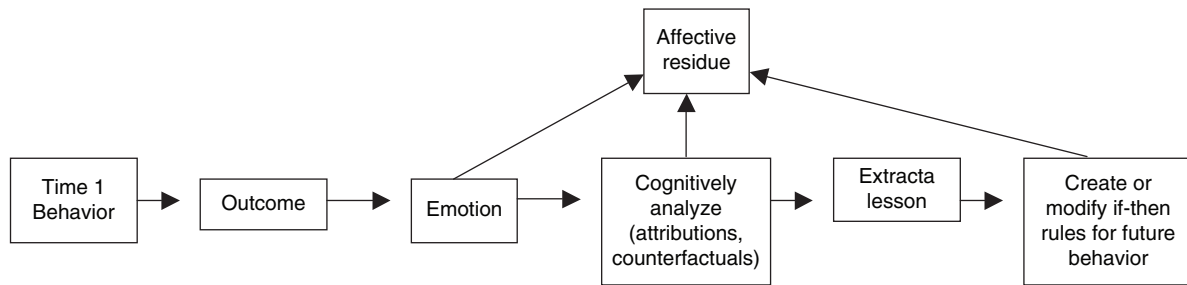 Affective
residue
Time 1
Behavior
Outcome
Emotion
Cognitively
analyze
(attributions,
counterfactuals)
Extracta
lesson
Create or
modify if-then
rules for future
behavior